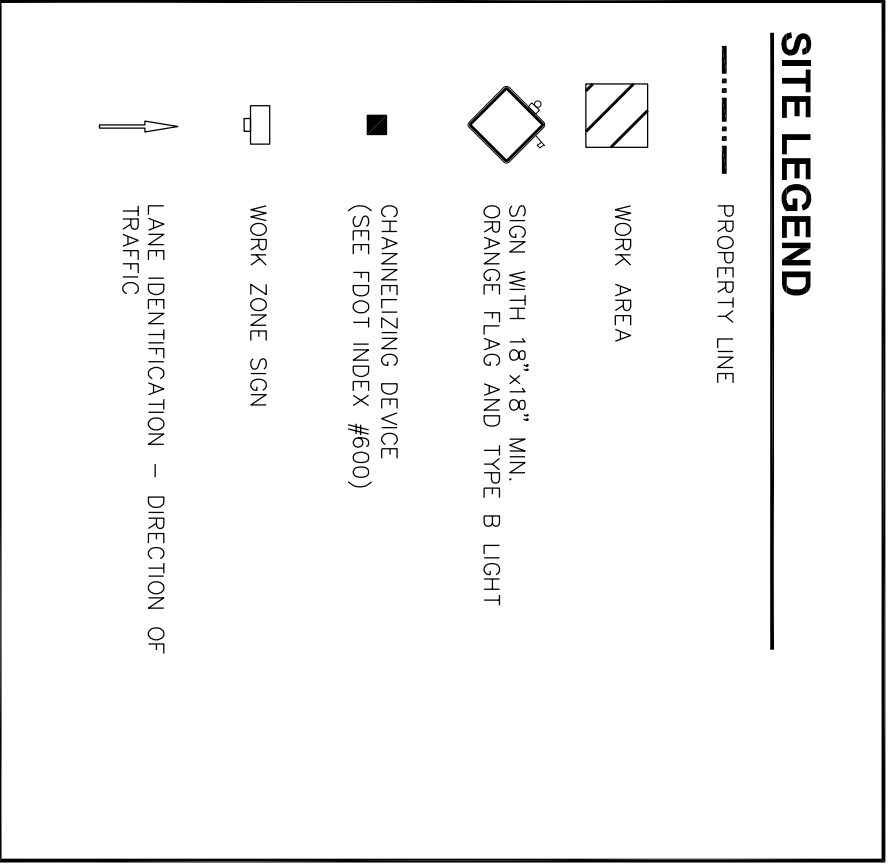 SITE LEGEND
PROPERTY LINE
WORK AREA
SIGN WITH 18"x18" MIN.
ORANGE FLAG AND TYPE B LIGHT
CHANNELIZING DEVICE
(SEE FDOT INDEX #600)
WORK ZONE SIGN
LANE IDENTIFICATION - DIRECTION OF
TRAFFIC